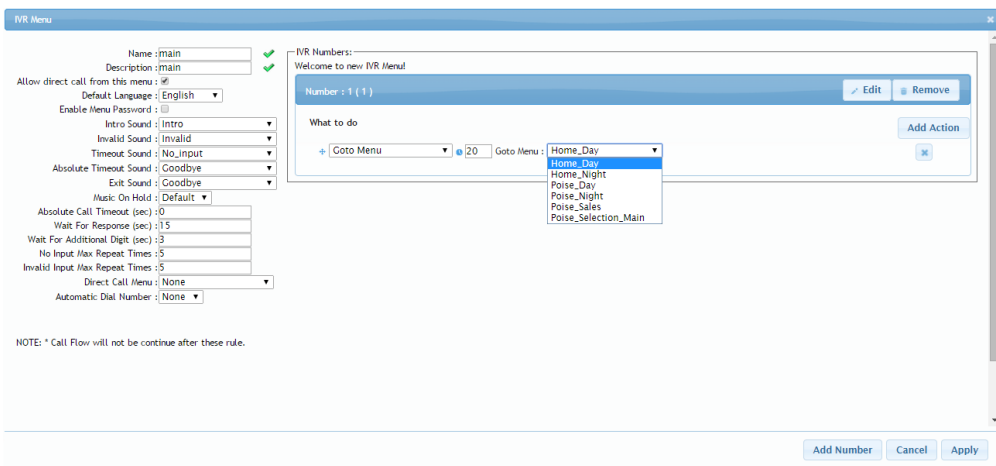 IVR Menu
Name : main
Description : main
Allow direct call from this menu :
Default Language : English
Enable Menu Password :
Intro Sound : Intro
Invalid Sound : Invalid
Timeout Sound : No_input
Absolute Timeout Sound : Goodbye
Exit Sound : Goodbye
Music On Hold : Default
Absolute Call Timeout (sec) : 0
Wait For Response (sec) : 15
Wait For Additional Digit (sec) : 3
No Input Max Repeat Times : 5
Invalid Input Max Repeat Times : 5
Direct Call Menu : None
Automatic Dial Number : None
NOTE: * Call Flow will not be continue after these rule.
IVR Numbers:
Welcome to new IVR Menu!
Number : 1 ( 1 )
Edit
Remove
What to do
Add Action
Goto Menu 20 Goto Menu : Home_Day
Home_Day
Home_Night
Poise_Day
Poise_Night
Poise_Sales
Poise_Selection_Main
Add Number
Cancel
Apply